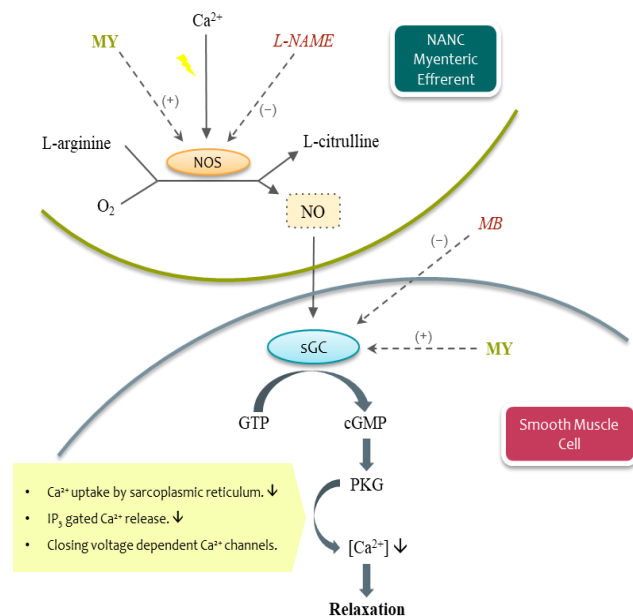 Ca²⁺
MY
L-NAME
NANC
Myenteric
Effrerent
(+)
(−)
L-arginine
NOS
L-citrulline
O₂
NO
MB
(−)
sGC
(+)
MY
GTP
cGMP
Smooth Muscle
Cell
PKG
• Ca²⁺ uptake by sarcoplasmic reticulum. ↓
• IP₃ gated Ca²⁺ release. ↓
• Closing voltage dependent Ca²⁺ channels.
[Ca²⁺] ↓
Relaxation